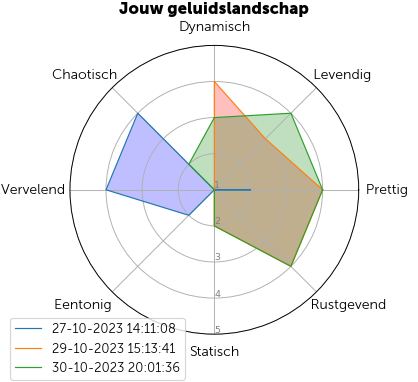 Jouw geluidslandschap
Dynamisch
Chaotisch
Levendig
Vervelend
Prettig
Eentonig
Rustgevend
Statisch
1
2
3
4
5
27-10-2023 14:11:08
29-10-2023 15:13:41
30-10-2023 20:01:36